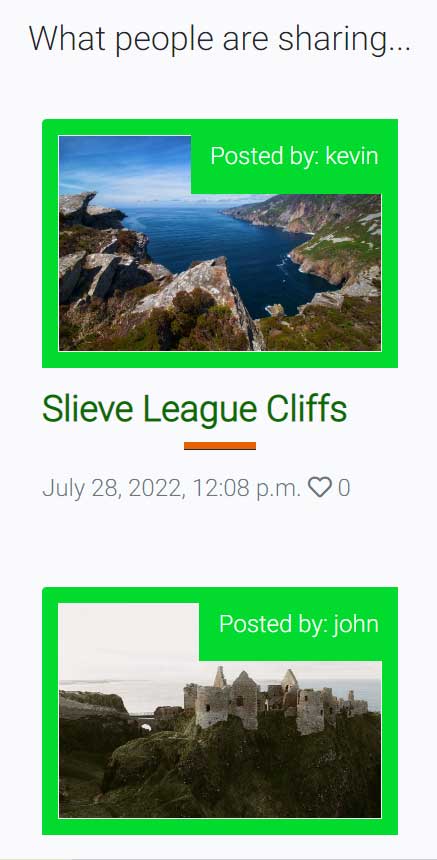 What people are sharing...
Posted by: kevin
Slieve League Cliffs
July 28, 2022, 12:08 p.m. 0
Posted by: john